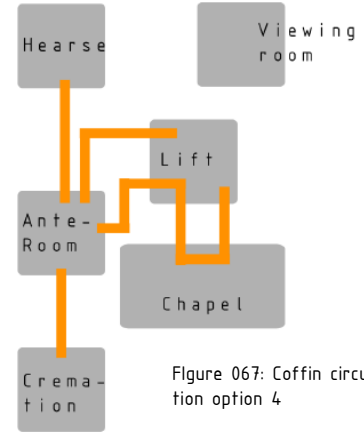 Hearse
Viewing
room
Lift
Ante-
Room
Chapel
Crema-
tion
FIgure 067: Coffin circu
tion option 4